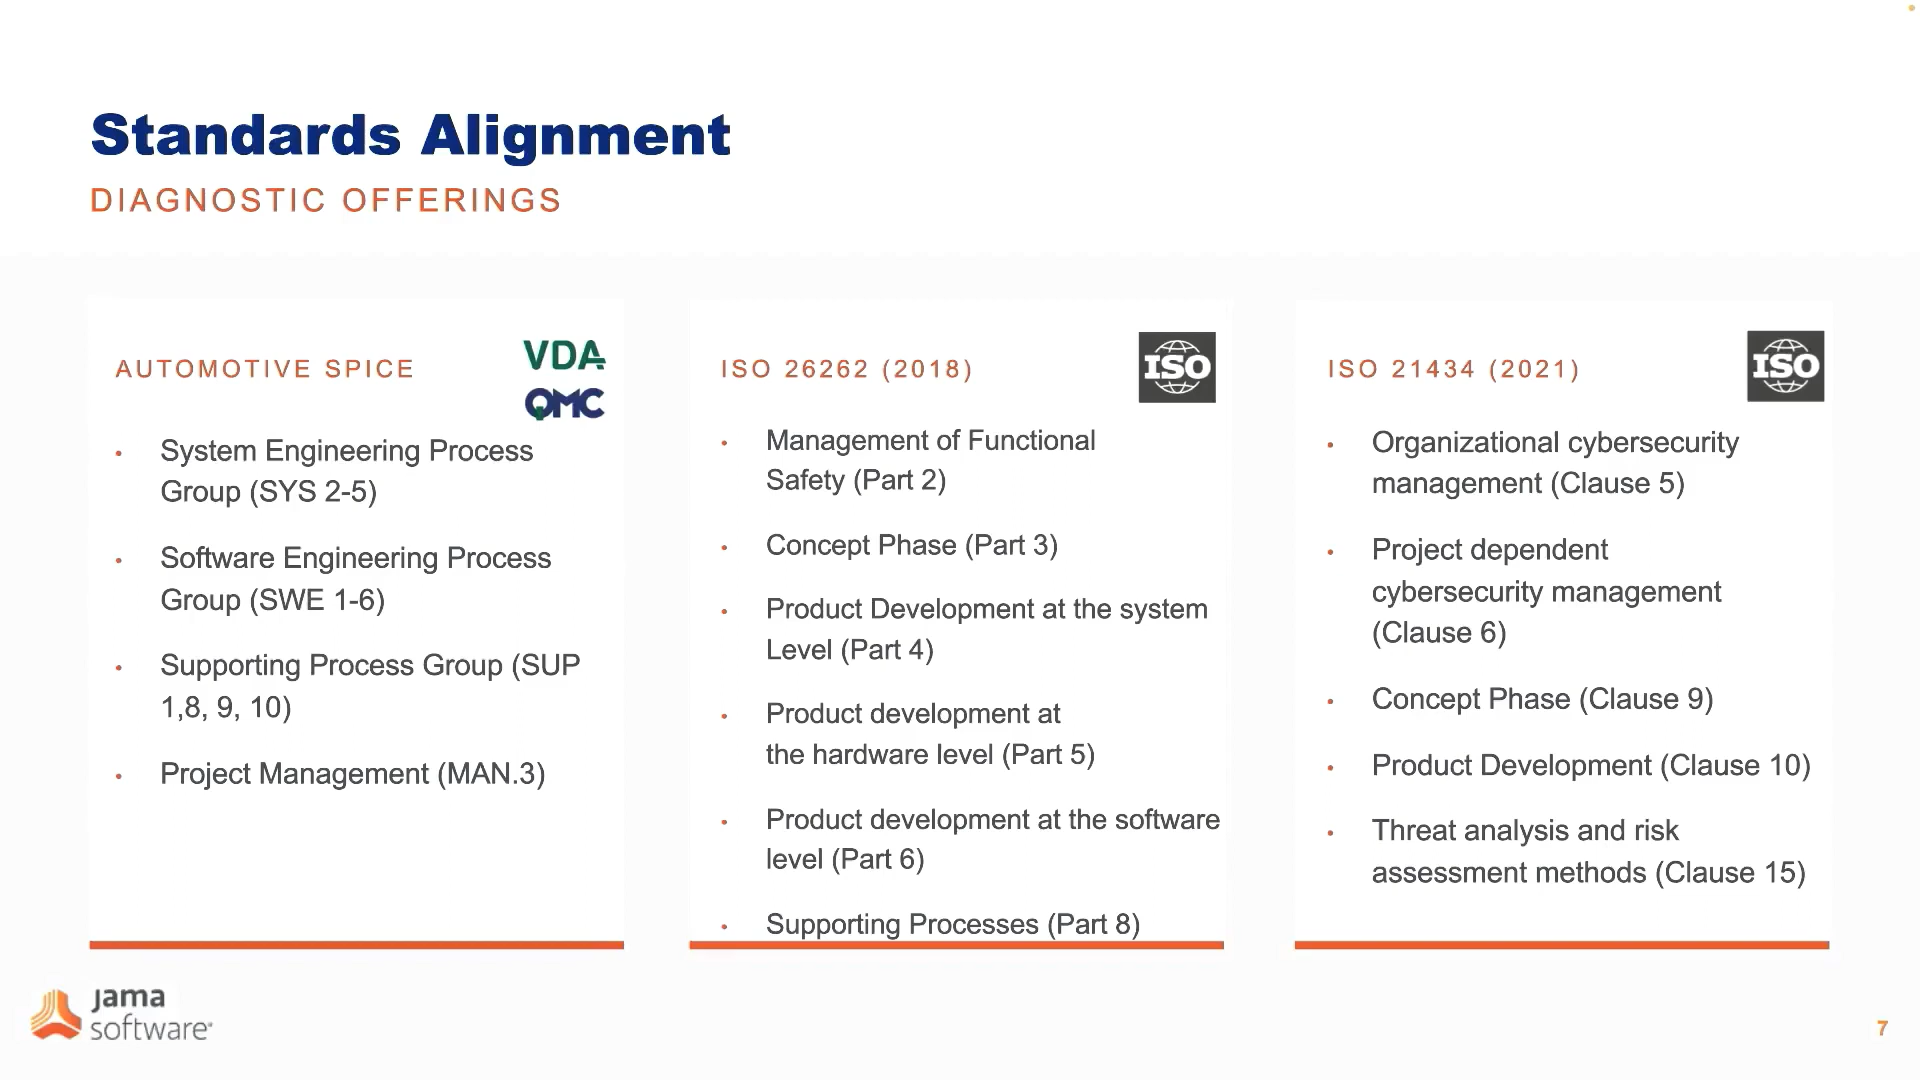 Standards Alignment
DIAGNOSTIC OFFERINGS
AUTOMOTIVE SPICE
VDA
QMC
• System Engineering Process
Group (SYS 2-5)
• Software Engineering Process
Group (SWE 1-6)
• Supporting Process Group (SUP
1,8, 9, 10)
• Project Management (MAN.3)
ISO 26262 (2018)
ISO
• Management of Functional
Safety (Part 2)
• Concept Phase (Part 3)
• Product Development at the system
Level (Part 4)
• Product development at
the hardware level (Part 5)
• Product development at the software
level (Part 6)
• Supporting Processes (Part 8)
ISO 21434 (2021)
ISO
• Organizational cybersecurity
management (Clause 5)
• Project dependent
cybersecurity management
(Clause 6)
• Concept Phase (Clause 9)
• Product Development (Clause 10)
• Threat analysis and risk
assessment methods (Clause 15)
jama
software
7